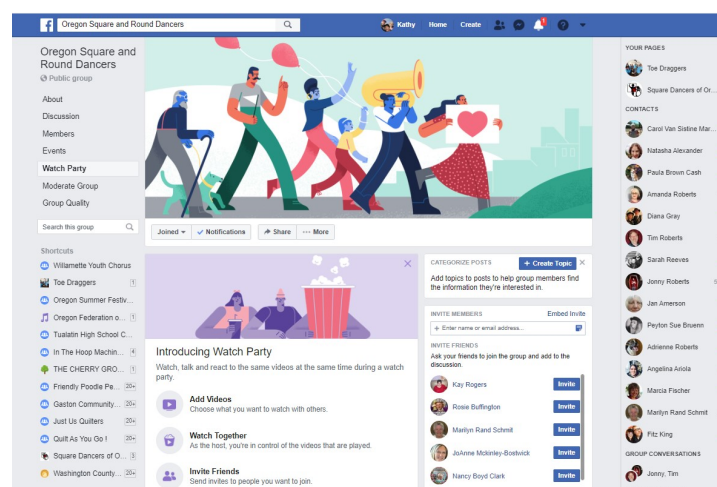 Oregon Square and Round Dancers
Kathy
Home
Create
Oregon Square and
Round Dancers
Public group
About
Discussion
Members
Events
Watch Party
Moderate Group
Group Quality
Search this group
Shortcuts
Willamette Youth Chorus
Toe Draggers 1
Oregon Summer Festiv...
Oregon Federation o... 1
Tualatin High School C...
In The Hoop Machin... 4
THE CHERRY GRO... 1
Friendly Poodle Pe... 20+
Gaston Community... 20+
Just Us Quilters 20+
Quilt As You Go ! 20+
Square Dancers of O... 3
Washington County... 20+
Joined
Notifications
Share
More
Introducing Watch Party
Watch, talk and react to the same videos at the same time during a watch
party.
Add Videos
Choose what you want to watch with others.
Watch Together
As the host, you're in control of the videos that are played.
Invite Friends
Send invites to people you want to join.
CATEGORIZE POSTS
+ Create Topic
Add topics to posts to help group members find
the information they're interested in.
INVITE MEMBERS
Embed Invite
+ Enter name or email address...
INVITE FRIENDS
Ask your friends to join the group and add to the
discussion.
Kay Rogers Invite
Rosie Buffington Invite
Marilyn Rand Schmit Invite
JoAnne Mckinley-Bostwick Invite
Nancy Boyd Clark Invite
YOUR PAGES
Toe Draggers
Square Dancers of Or...
CONTACTS
Carol Van Sistine Mar...
Natasha Alexander
Paula Brown Cash
Amanda Roberts
Diana Gray
Tim Roberts
Sarah Reeves
Jonny Roberts
Jan Amerson
Peyton Sue Bruenn
Adrienne Roberts
Angelina Ariola
Marcia Fischer
Marilyn Rand Schmit
Fitz King
GROUP CONVERSATIONS
Jonny, Tim